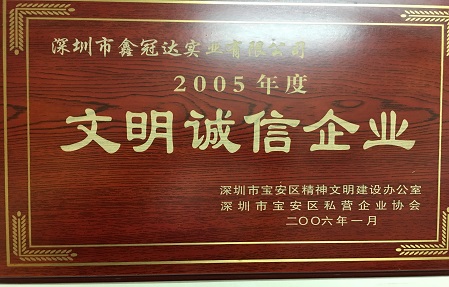 深圳市鑫冠达实业有限公司
2005年度
文明诚信企业
深圳市宝安区精神文明建设办公室
深圳市宝安区私营企业协会
二〇〇六年一月